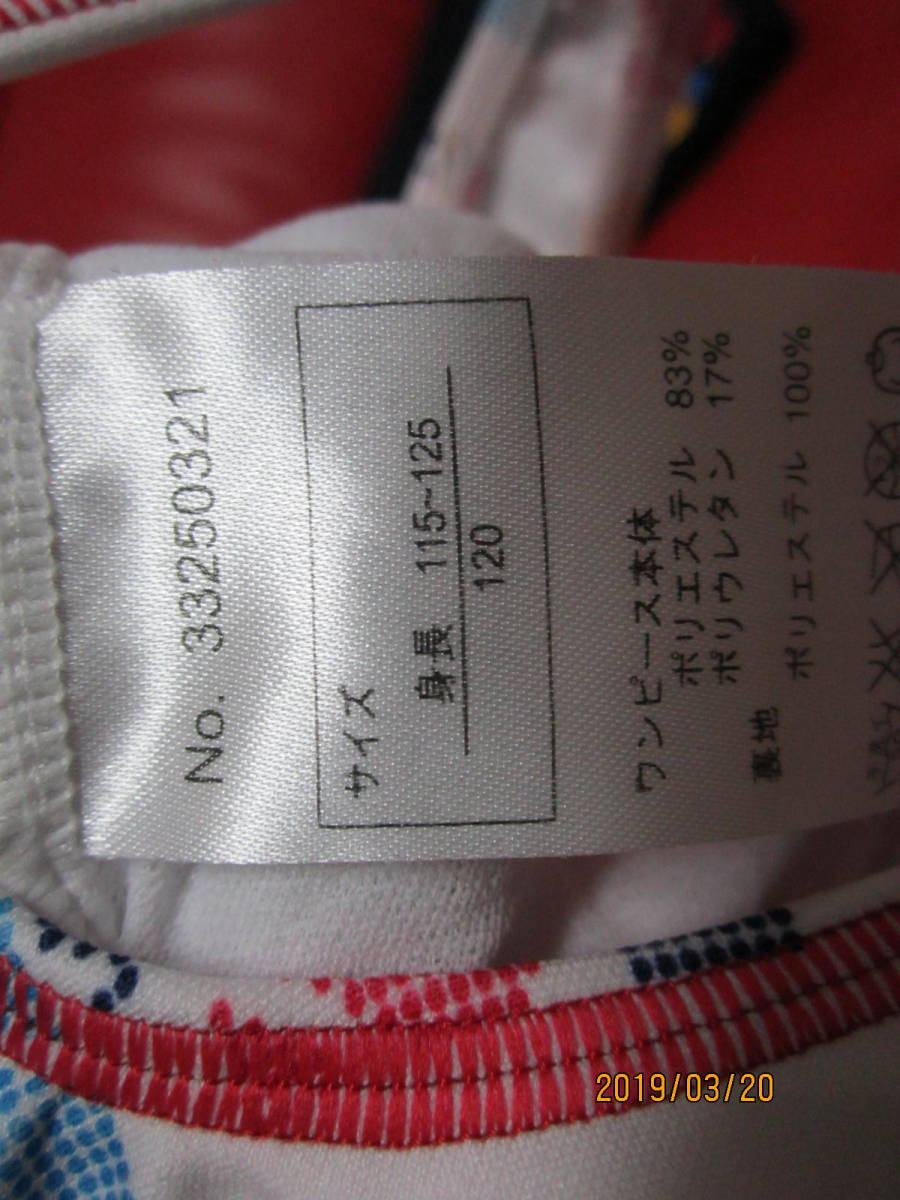 No. 33250321
サイズ
身長 115~125
120
ワンピース本体
ポリエステル 83%
ポリウレタン 17%
裏地
ポリエステル 100%
2019/03/20